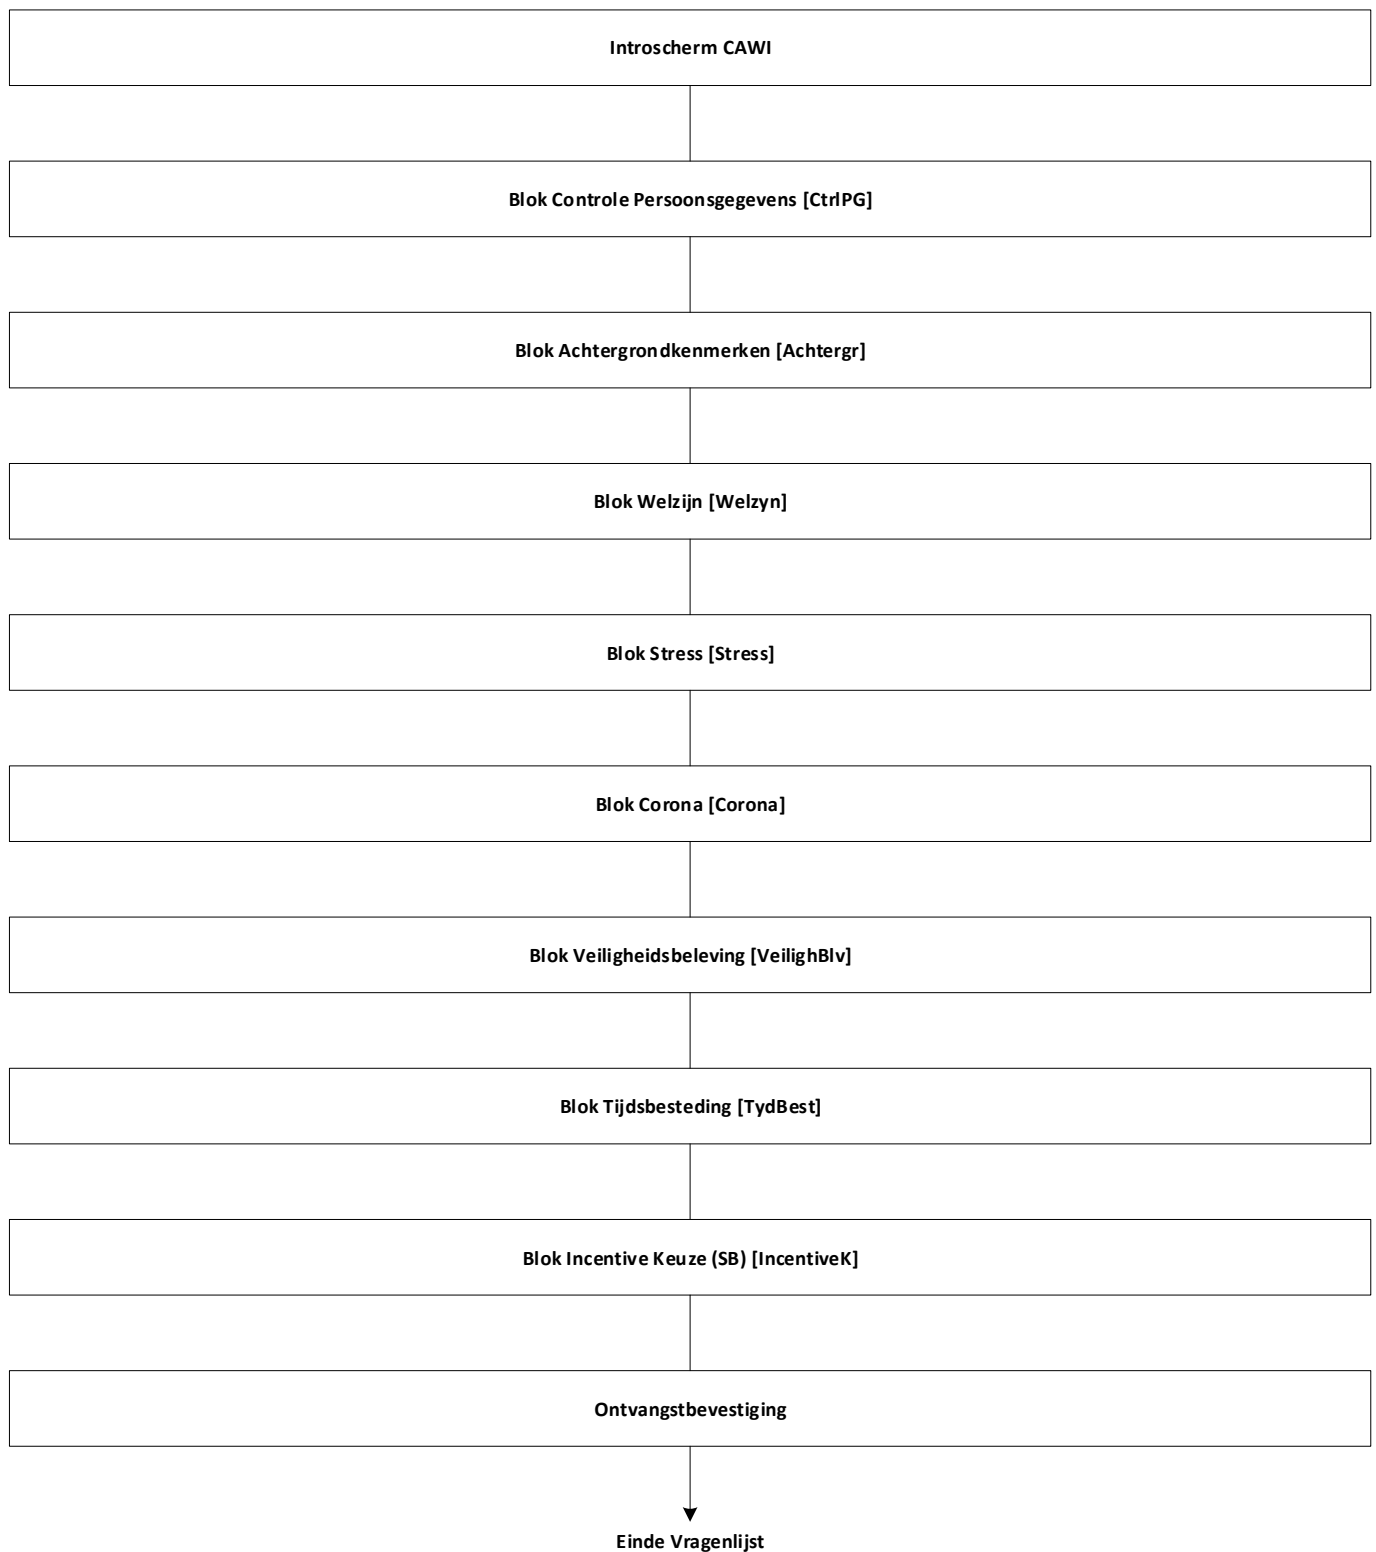 Introscherm CAWI
Blok Controle Persoonsgegevens [CtrlPG]
Blok Achtergrondkenmerken [Achtergr]
Blok Welzijn [Welzyn]
Blok Stress [Stress]
Blok Corona [Corona]
Blok Veiligheidsbeleving [VeilighBlv]
Blok Tijdsbesteding [TydBest]
Blok Incentive Keuze (SB) [IncentiveK]
Ontvangstbevestiging
Einde Vragenlijst